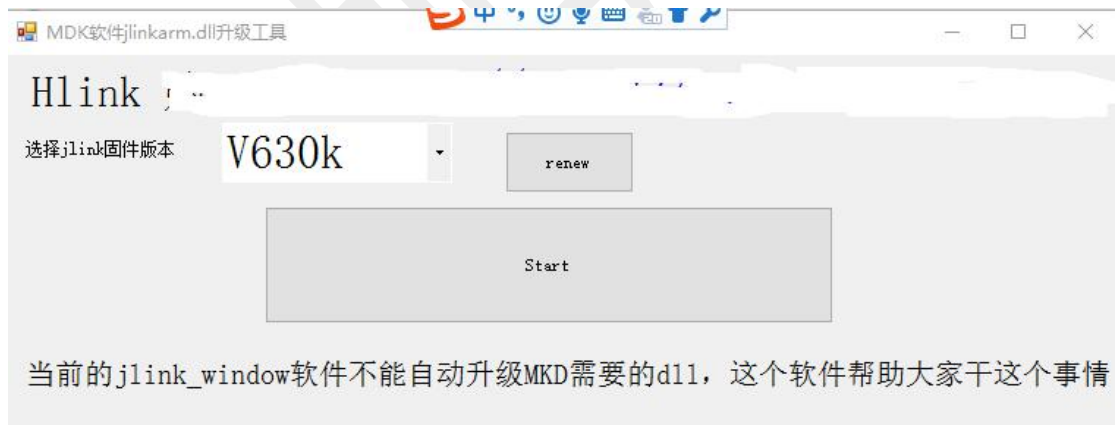 中
MDK软件jlinkarm.dll升级工具
Hlink
选择jlink固件版本 V630k renew
Start
当前的jlink_window软件不能自动升级MKD需要的dll，这个软件帮助大家干这个事情